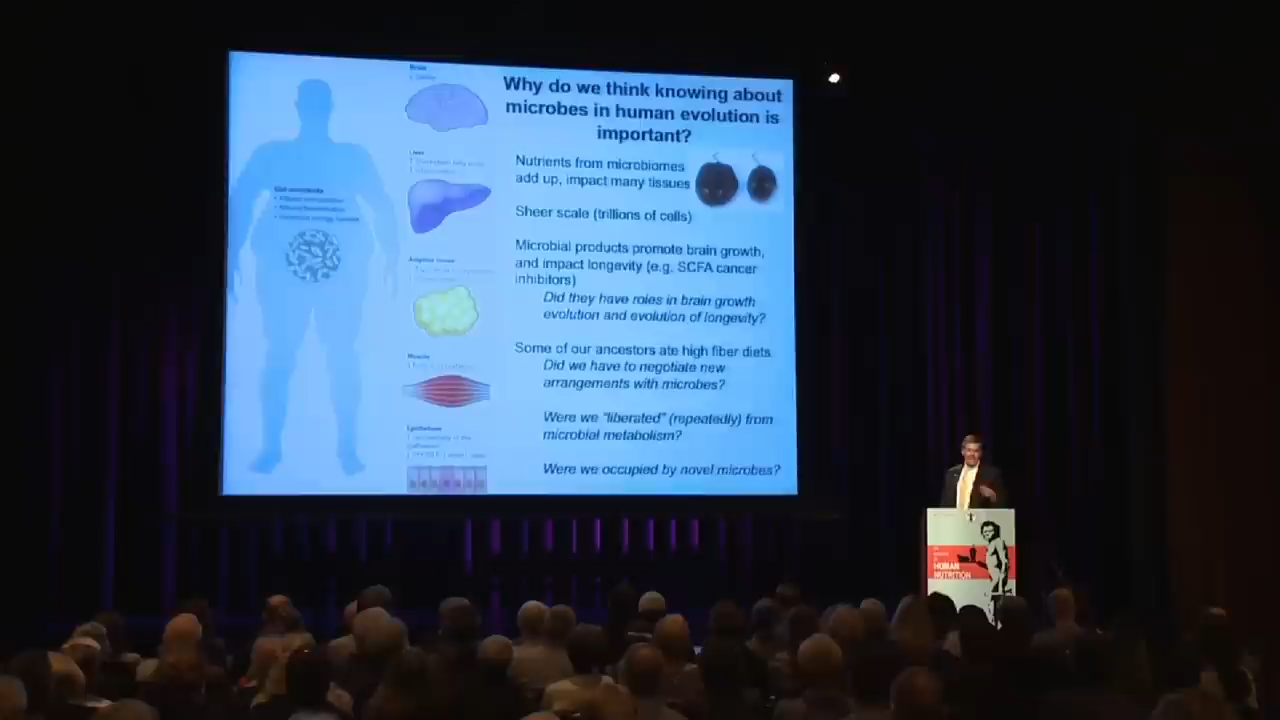 Why do we think knowing about
microbes in human evolution is
important?
Nutrients from microbiomes
add up, impact many tissues
Sheer scale (trillions of cells)
Microbial products promote brain growth,
and impact longevity (e.g. SCFA cancer
inhibitors)
Did they have roles in brain growth
evolution and evolution of longevity?
Some of our ancestors ate high fiber diets.
Did we have to negotiate new
arrangements with microbes?
Were we "liberated" (repeatedly) from
microbial metabolism?
Were we occupied by novel microbes?
Brain
Liver
Muscle
Epithelium
HUMAN
NUTRITION